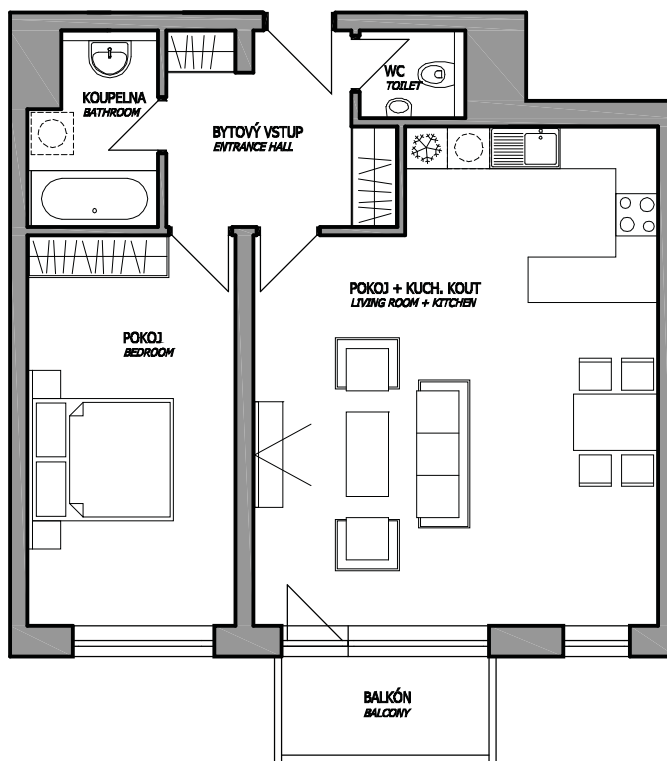 WC
TOILET
KOUPELNA
BATHROOM
BYTOVÝ VSTUP
ENTRANCE HALL
POKOJ + KUCH. KOUT
LIVING ROOM + KITCHEN
POKOJ
BEDROOM
BALKÓN
BALCONY